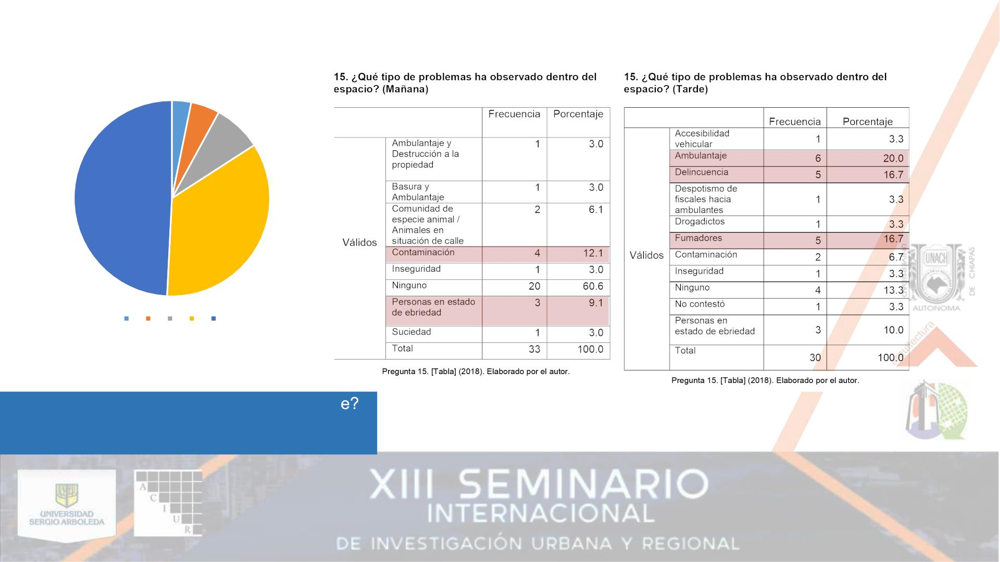 15. ¿Qué tipo de problemas ha observado dentro del
espacio? (Mañana)
Frecuencia Porcentaje
Válidos
Ambulantaje y
Destrucción a la
propiedad
1 3.0
Basura y
Ambulantaje
1 3.0
Comunidad de
especie animal /
Animales en
situación de calle
2 6.1
Contaminación 4 12.1
Inseguridad 1 3.0
Ninguno 20 60.6
Personas en estado
de ebriedad
3 9.1
Suciedad 1 3.0
Total 33 100.0
Pregunta 15. [Tabla] (2018). Elaborado por el autor.
15. ¿Qué tipo de problemas ha observado dentro del
espacio? (Tarde)
Frecuencia Porcentaje
Válidos
Accesibilidad
vehicular
1 3.3
Ambulantaje 6 20.0
Delincuencia 5 16.7
Despotismo de
fiscales hacia
ambulantes
1 3.3
Drogadictos 1 3.3
Fumadores 5 16.7
Contaminación 2 6.7
Inseguridad 1 3.3
Ninguno 4 13.3
No contestó 1 3.3
Personas en
estado de ebriedad
3 10.0
Total 30 100.0
Pregunta 15. [Tabla] (2018). Elaborado por el autor.
UNACH
UNIVERSIDAD
DE CHIAPAS
AUTONOMA
arquitectura
e?
UNIVERSIDAD
SERGIO ARBOLEDA
A
C
I
U
R
XIII SEMINARIO
INTERNACIONAL
DE INVESTIGACIÓN URBANA Y REGIONAL